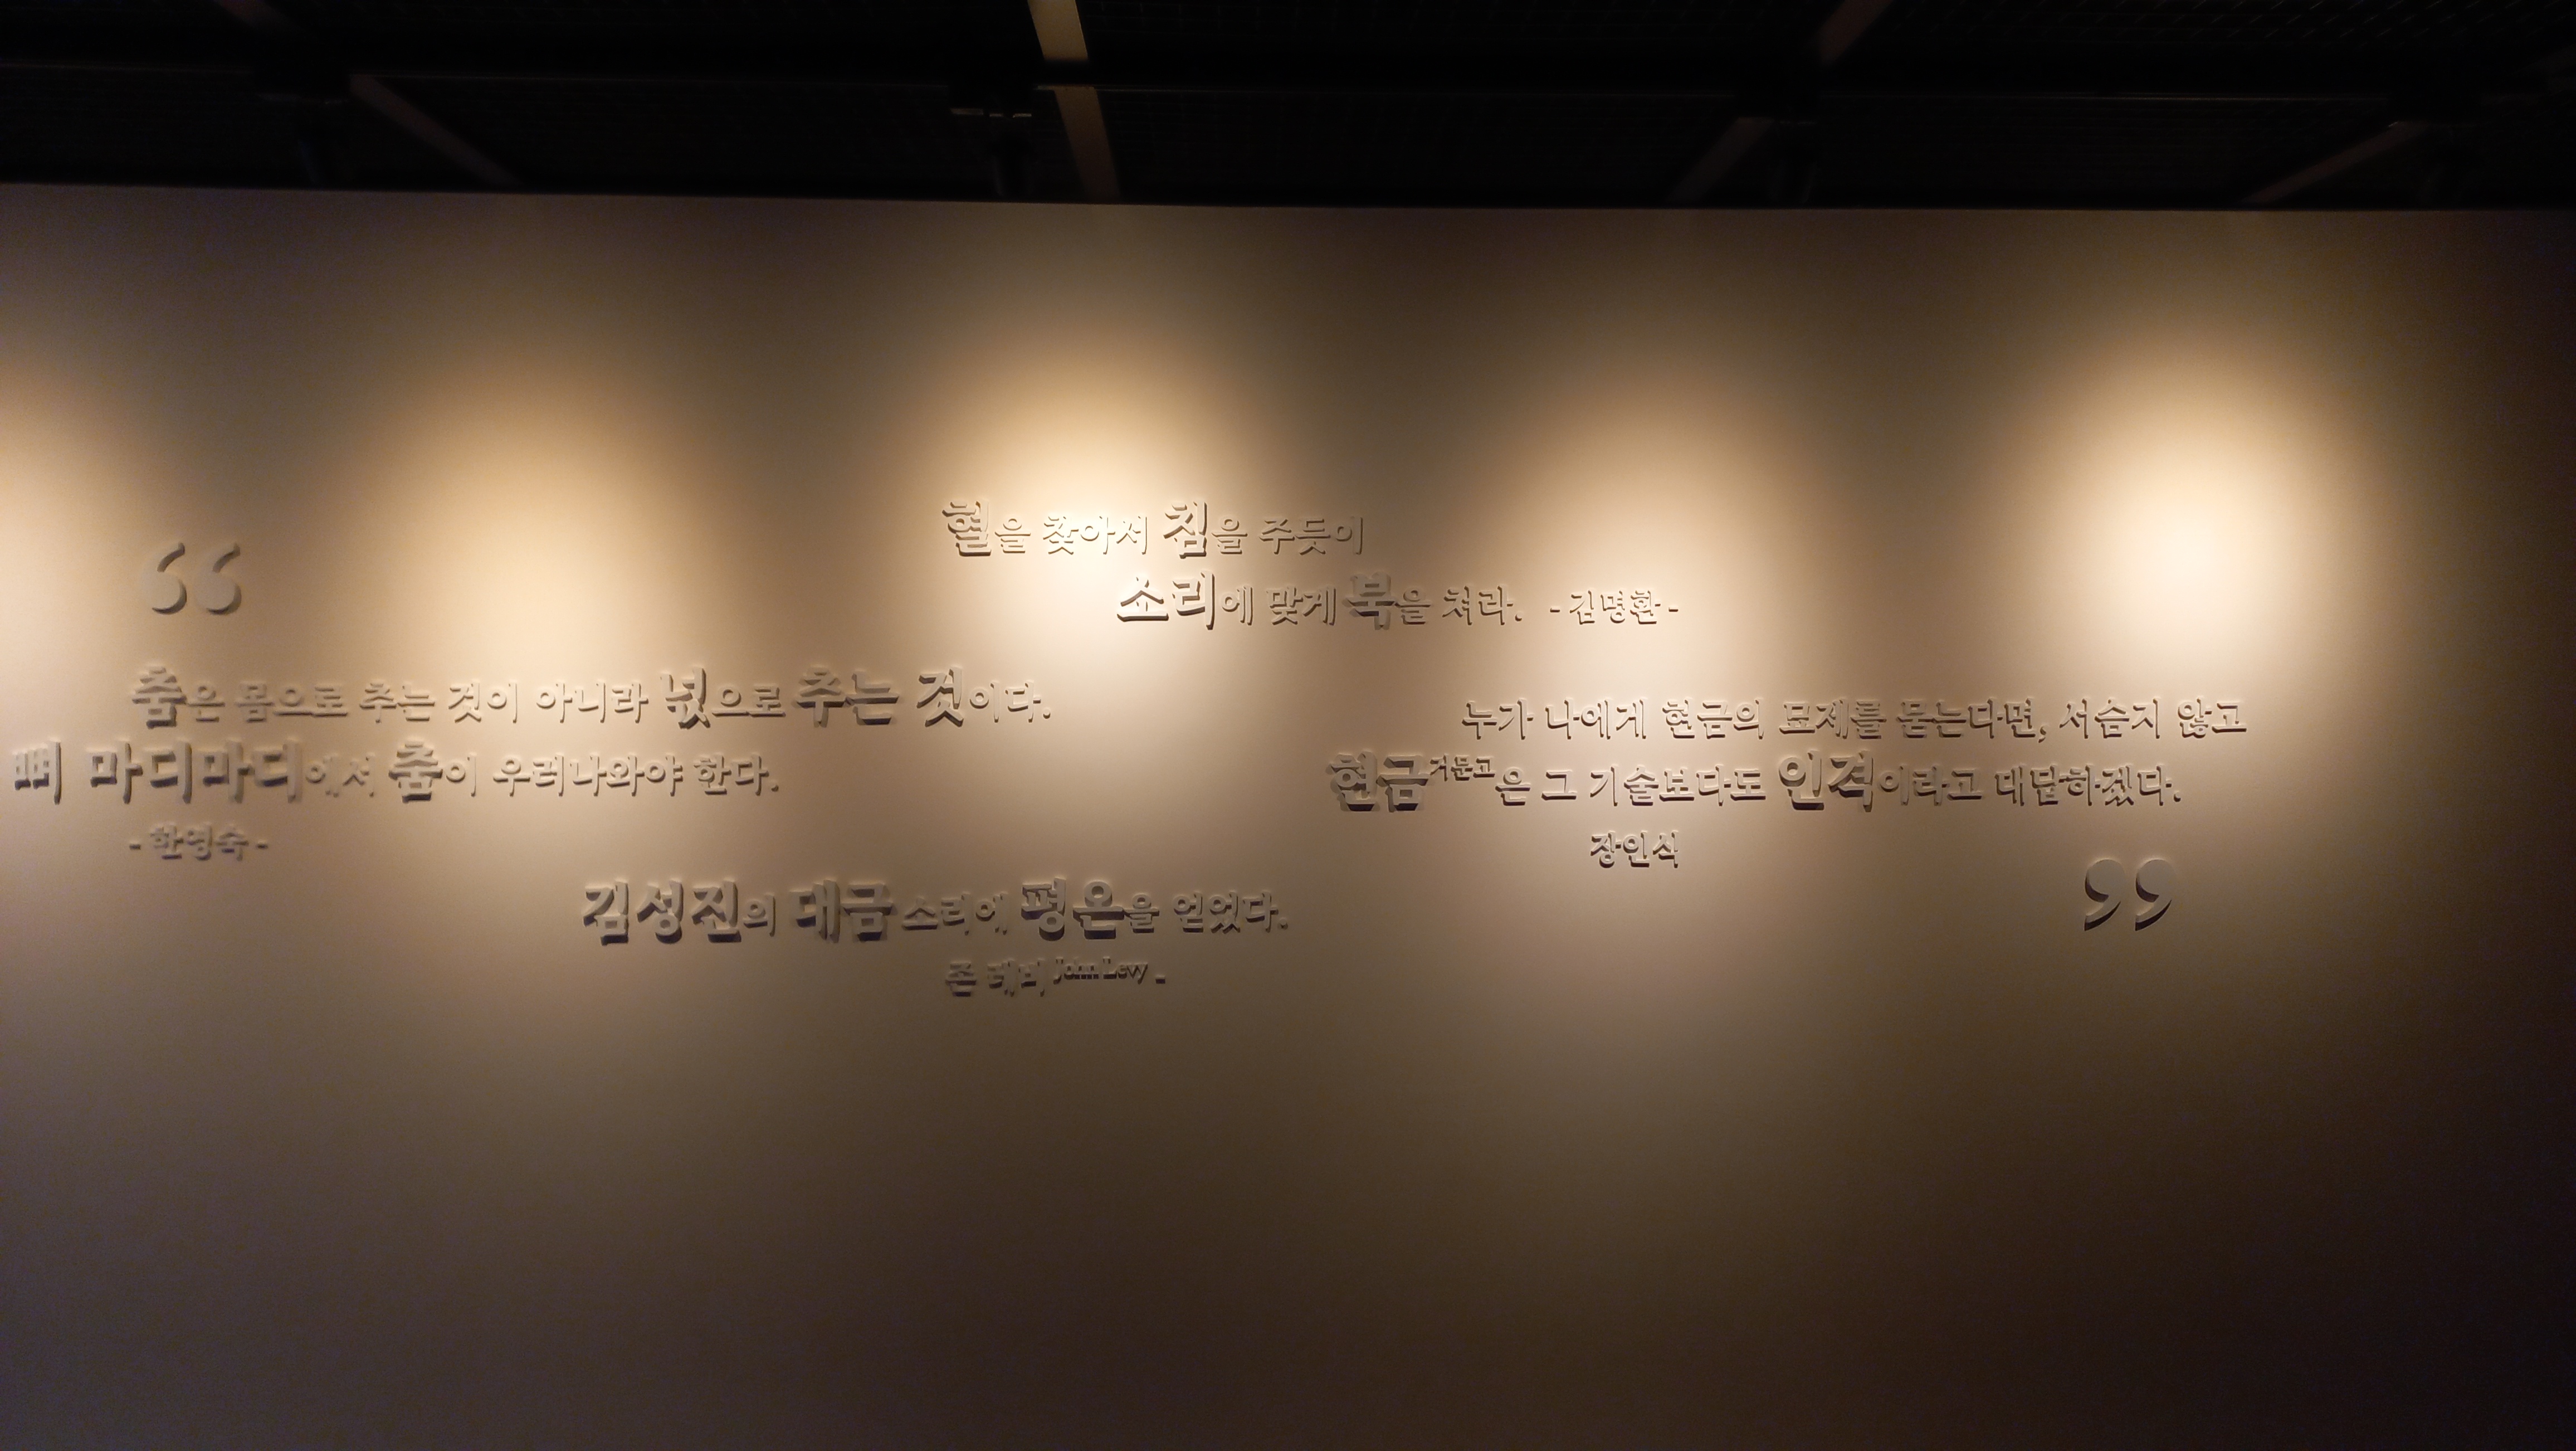 혈을 찾아서 침을 주듯이
소리에 맞게 북을 쳐라. -김명환-
“
춤은 몸으로 추는 것이 아니라 넋으로 추는 것이다.
뼈 마디마디에서 춤이 우러나와야 한다.
-한영숙-
누가 나에게 현금의 묘제를 묻는다면, 서슴지 않고
현금거문고은 그 기술보다도 인격이라고 대답하겠다.
장인식
”
김성진의 대금 소리에 평온을 얻었다.
존 레비 John Levy -